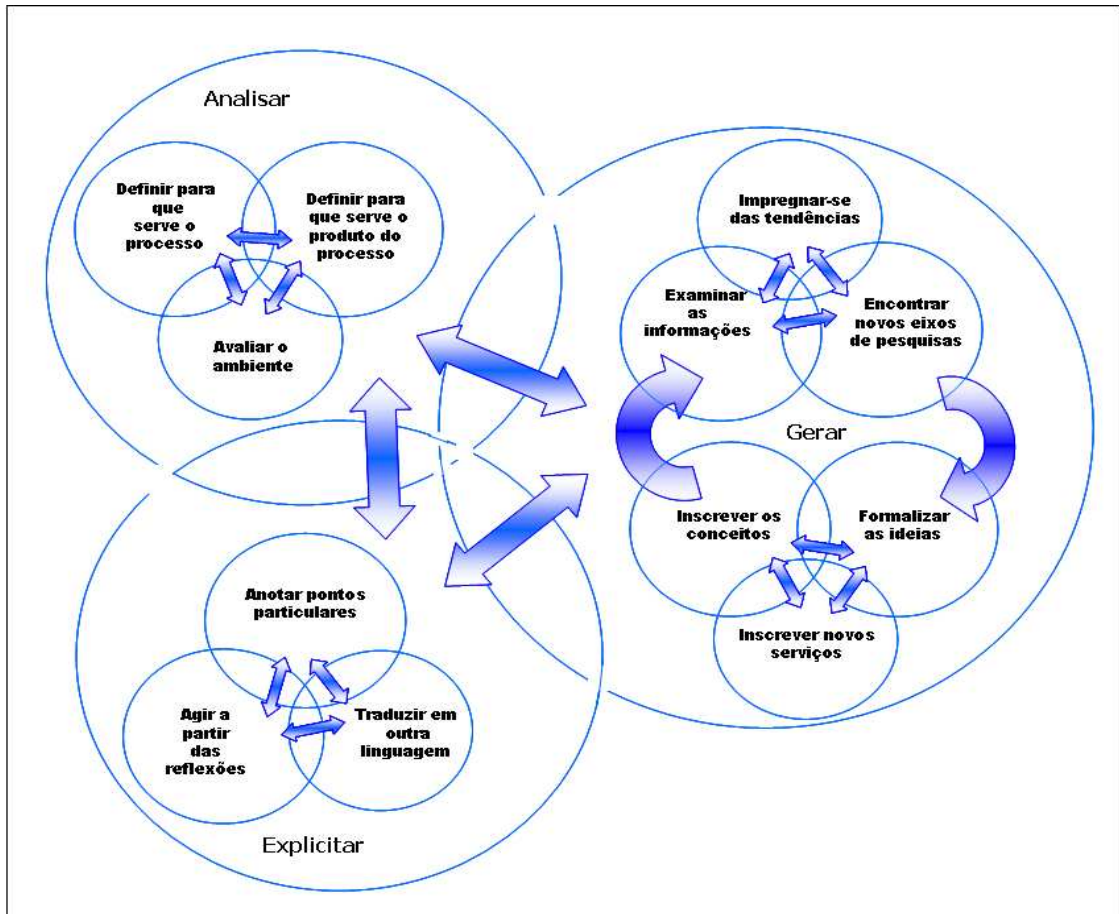 Analisar
Definir para
que
serve o
processo
Definir para
que serve o
produto do
processo
Avaliar o
ambiente
Impregnar-se
das tendências
Examinar
as
informações
Encontrar
novos eixos
de pesquisas
Gerar
Inscrever os
conceitos
Formalizar
as ideias
Inscrever novos
serviços
Anotar pontos
particulares
Agir a
partir
das
reflexões
Traduzir em
outra
linguagem
Explicitar